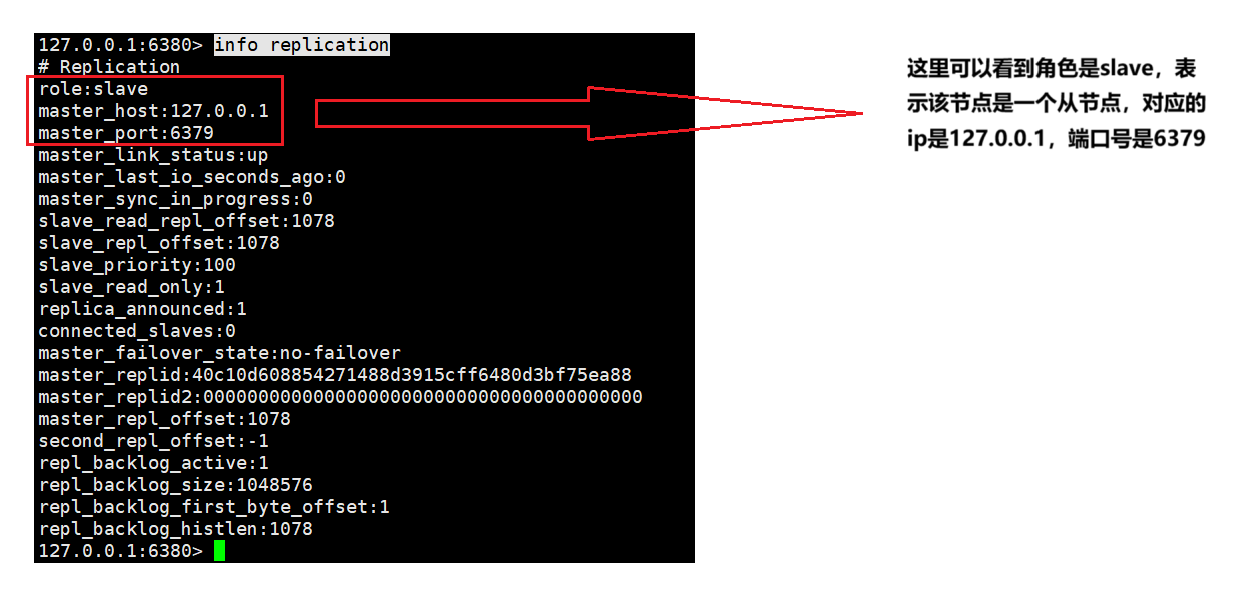 127.0.0.1:6380> info replication
# Replication
role:slave
master_host:127.0.0.1
master_port:6379
master_link_status:up
master_last_io_seconds_ago:0
master_sync_in_progress:0
slave_read_repl_offset:1078
slave_repl_offset:1078
slave_priority:100
slave_read_only:1
replica_announced:1
connected_slaves:0
master_failover_state:no-failover
master_replid:40c10d608854271488d3915cff6480d3bf75ea88
master_replid2:0000000000000000000000000000000000000000
master_repl_offset:1078
second_repl_offset:-1
repl_backlog_active:1
repl_backlog_size:1048576
repl_backlog_first_byte_offset:1
repl_backlog_histlen:1078
127.0.0.1:6380>
这里可以看到角色是slave，表
示该节点是一个从节点，对应的
ip是127.0.0.1，端口号是6379